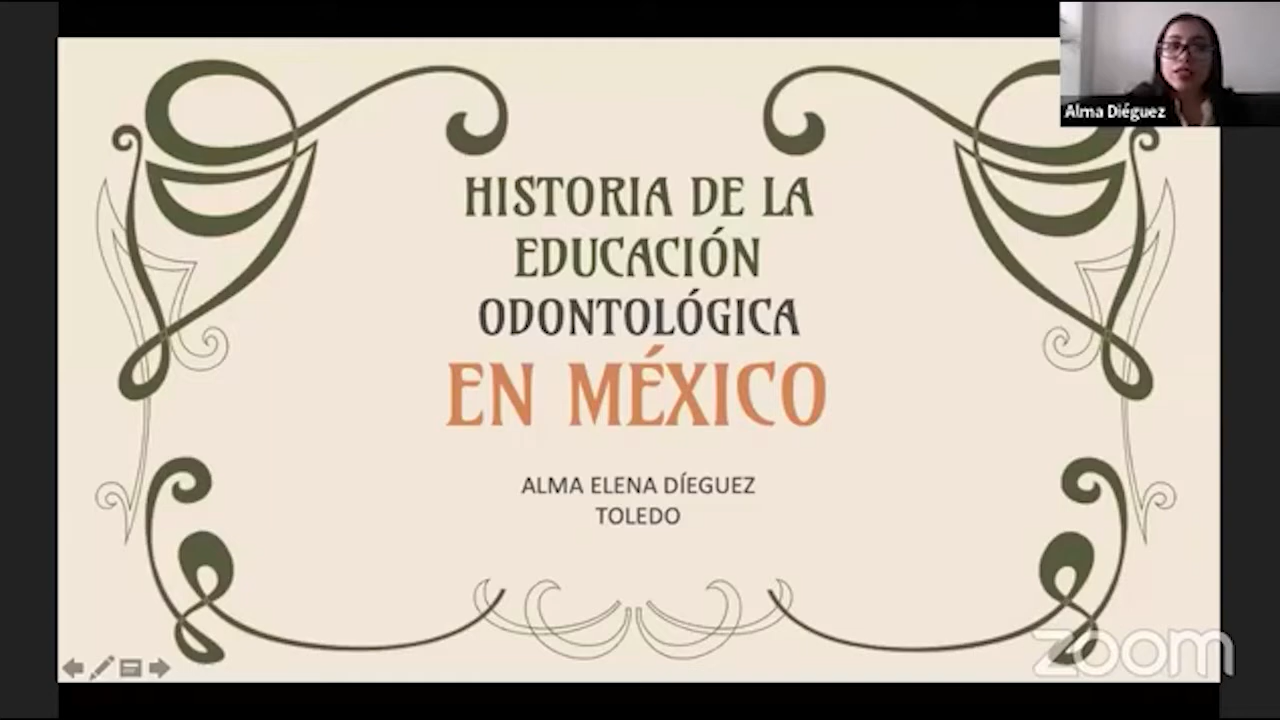 Alma Diéguez
HISTORIA DE LA
EDUCACIÓN
ODONTOLÓGICA
EN MÉXICO
ALMA ELENA DÍEGUEZ
TOLEDO
zoom